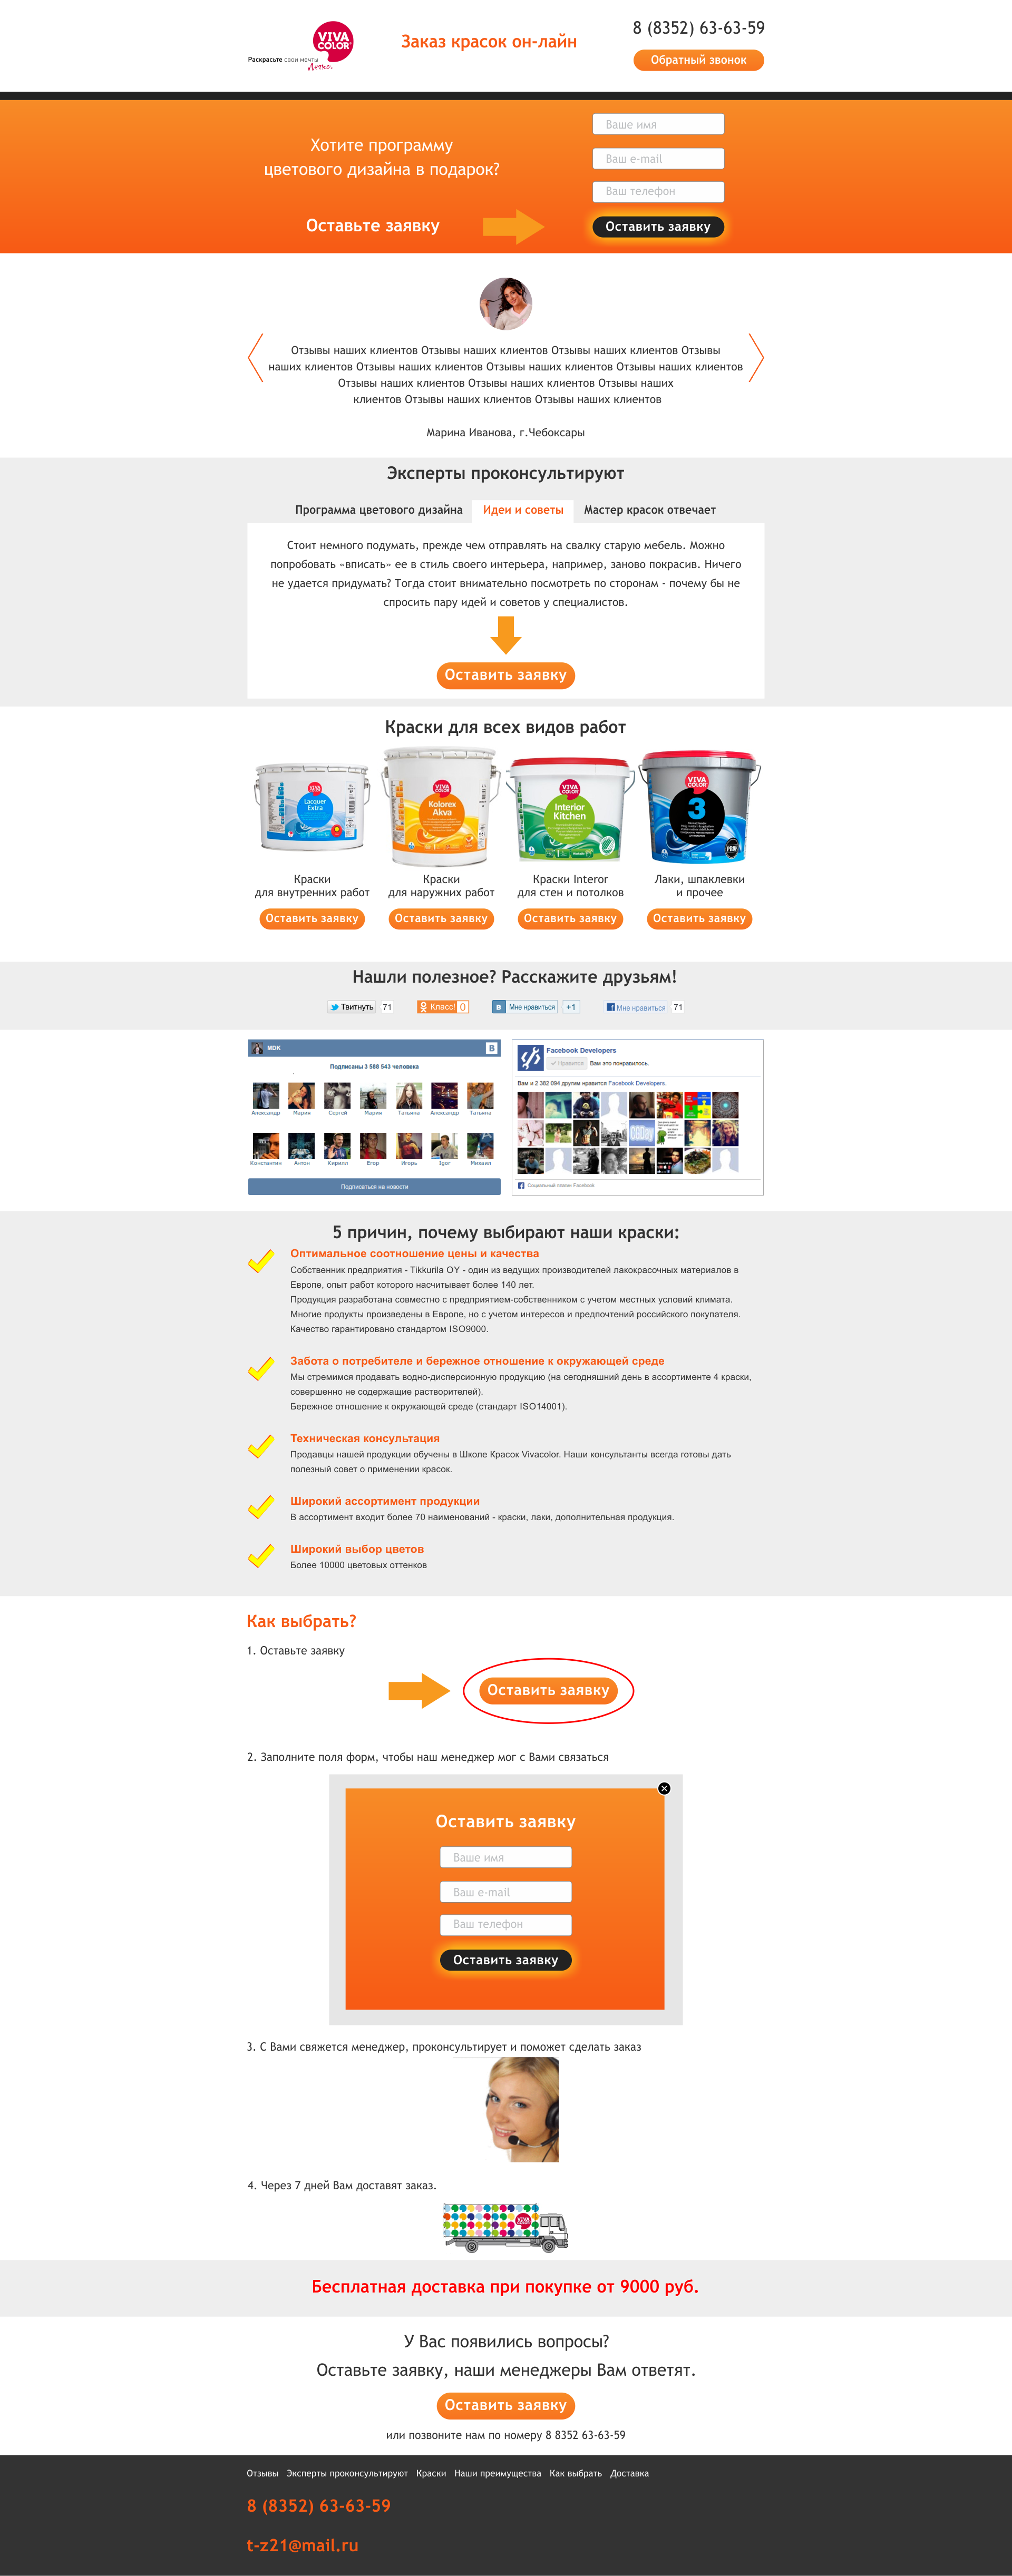 VIVA
COLOR
Раскрасьте свои мечты
Легко.
Заказ красок он-лайн
8 (8352) 63-63-59
Обратный звонок
Хотите программу
цветового дизайна в подарок?
Оставьте заявку
Ваше имя
Ваш e-mail
Ваш телефон
Оставить заявку
Отзывы наших клиентов Отзывы наших клиентов Отзывы наших клиентов Отзывы
наших клиентов Отзывы наших клиентов Отзывы наших клиентов Отзывы наших клиентов
Отзывы наших клиентов Отзывы наших клиентов Отзывы наших
клиентов Отзывы наших клиентов Отзывы наших клиентов
Марина Иванова, г.Чебоксары
Эксперты проконсультируют
Программа цветового дизайна Идеи и советы Мастер красок отвечает
Стоит немного подумать, прежде чем отправлять на свалку старую мебель. Можно
попробовать «вписать» ее в стиль своего интерьера, например, заново покрасив. Ничего
не удается придумать? Тогда стоит внимательно посмотреть по сторонам - почему бы не
спросить пару идей и советов у специалистов.
Оставить заявку
Краски для всех видов работ
VIVA COLOR
Lacquer
Extra
VIVA COLOR
Kolorex
Akva
VIVA COLOR
Interior
Kitchen
VIVA COLOR
3
Краски
для внутренних работ
Оставить заявку
Краски
для наружних работ
Оставить заявку
Краски Interor
для стен и потолков
Оставить заявку
Лаки, шпаклевки
и прочее
Оставить заявку
Нашли полезное? Расскажите друзьям!
Твитнуть 71 Класс! 0 В Мне нравиться +1 Мне нравиться 71
MDK B
Подписаны 3 588 543 человека
Александр Мария Сергей Мария Татьяна Александр Татьяна
Константин Антон Кирилл Егор Игорь Igor Михаил
Подписаться на новости
Facebook Developers
Нравится Вам это понравилось.
Вам и 2 382 094 другим нравится Facebook Developers.
Социальный плагин Facebook
5 причин, почему выбирают наши краски:
Оптимальное соотношение цены и качества
Собственник предприятия - Tikkurila OY - один из ведущих производителей лакокрасочных материалов в
Европе, опыт работ которого насчитывает более 140 лет.
Продукция разработана совместно с предприятием-собственником с учетом местных условий климата.
Многие продукты произведены в Европе, но с учетом интересов и предпочтений российского покупателя.
Качество гарантировано стандартом ISO9000.
Забота о потребителе и бережное отношение к окружающей среде
Мы стремимся продавать водно-дисперсионную продукцию (на сегодняшний день в ассортименте 4 краски,
совершенно не содержащие растворителей).
Бережное отношение к окружающей среде (стандарт ISO14001).
Техническая консультация
Продавцы нашей продукции обучены в Школе Красок Vivacolor. Наши консультанты всегда готовы дать
полезный совет о применении красок.
Широкий ассортимент продукции
В ассортимент входит более 70 наименований - краски, лаки, дополнительная продукция.
Широкий выбор цветов
Более 10000 цветовых оттенков
Как выбрать?
1. Оставьте заявку
Оставить заявку
2. Заполните поля форм, чтобы наш менеджер мог с Вами связаться
Оставить заявку
Ваше имя
Ваш e-mail
Ваш телефон
Оставить заявку
3. С Вами свяжется менеджер, проконсультирует и поможет сделать заказ
4. Через 7 дней Вам доставят заказ.
VIVA COLOR
Бесплатная доставка при покупке от 9000 руб.
У Вас появились вопросы?
Оставьте заявку, наши менеджеры Вам ответят.
Оставить заявку
или позвоните нам по номеру 8 8352 63-63-59
Отзывы Эксперты проконсультируют Краски Наши преимущества Как выбрать Доставка
8 (8352) 63-63-59
t-z21@mail.ru